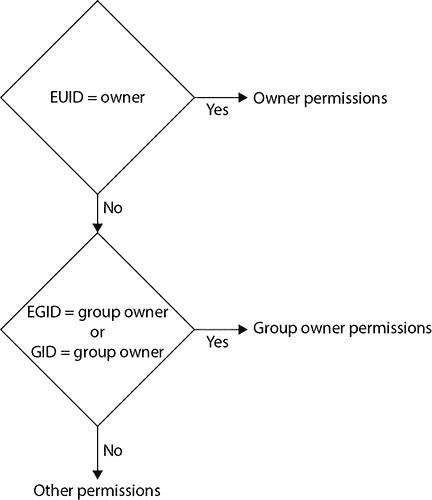 EUID = owner
Yes
Owner permissions
No
EGID = group owner
or
GID = group owner
Yes
Group owner permissions
No
Other permissions